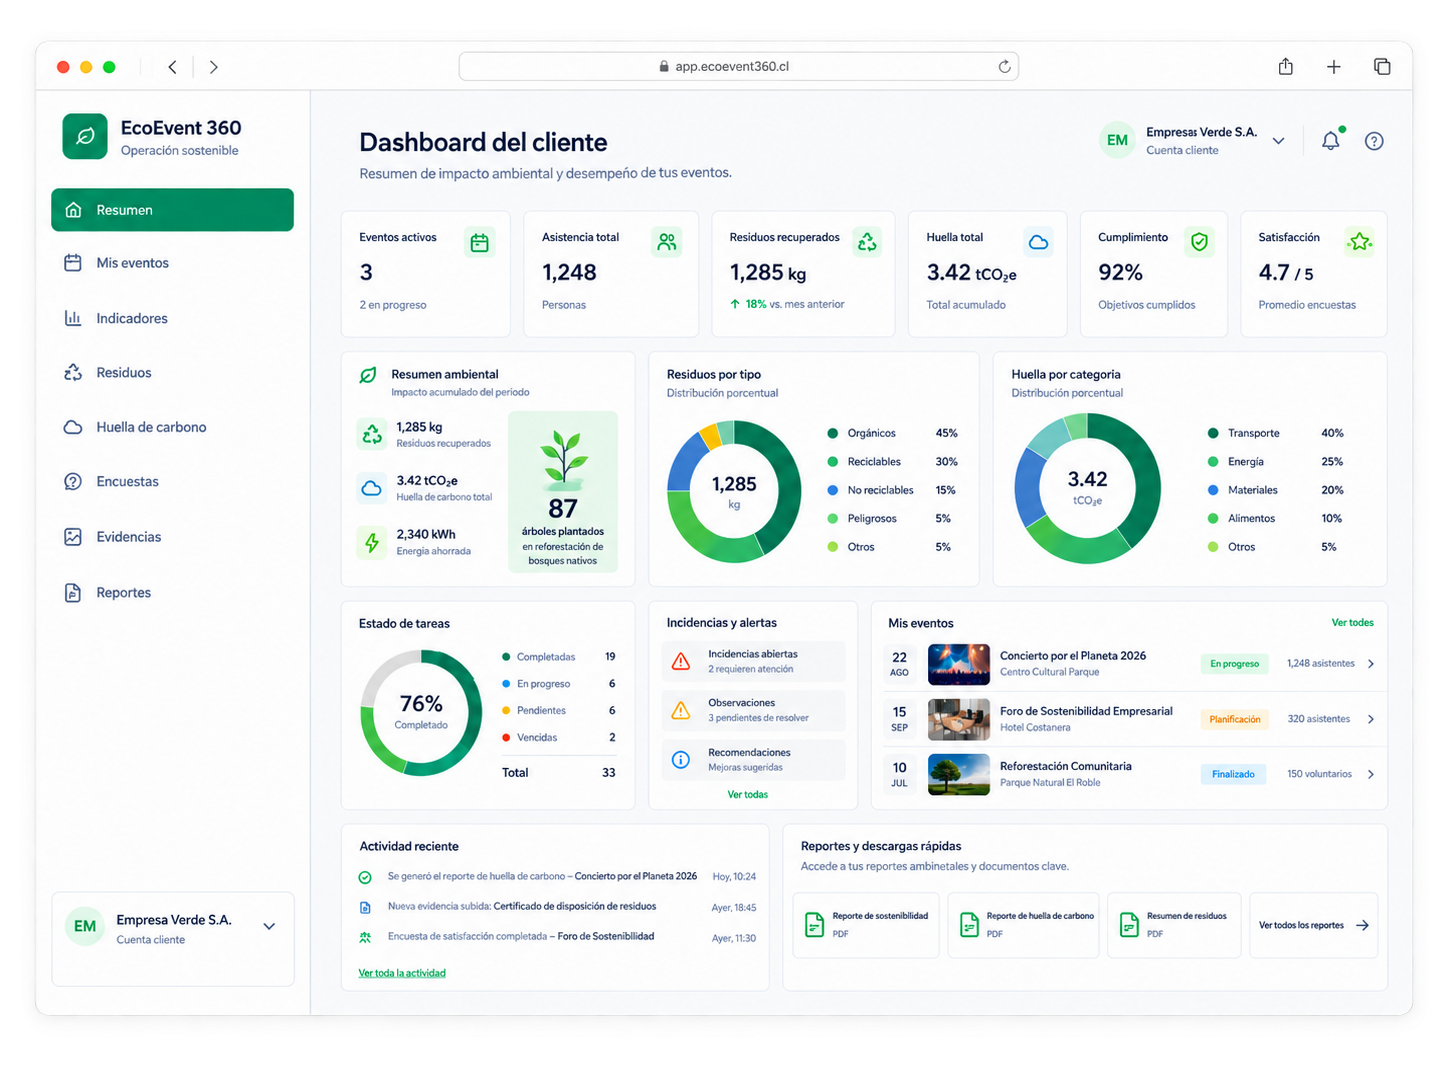 app.ecoevent360.cl
EcoEvent 360
Operación sostenible
Resumen
Mis eventos
Indicadores
Residuos
Huella de carbono
Encuestas
Evidencias
Reportes
EM
Empresa Verde S.A.
Cuenta cliente
Dashboard del cliente
Resumen de impacto ambiental y desempeño de tus eventos.
EM
Empresas Verde S.A.
Cuenta cliente
Eventos activos
3
2 en progreso
Asistencia total
1,248
Personas
Residuos recuperados
1,285 kg
↑ 18% vs. mes anterior
Huella total
3.42 tCO₂e
Total acumulado
Cumplimiento
92%
Objetivos cumplidos
Satisfacción
4.7 / 5
Promedio encuestas
Resumen ambiental
Impacto acumulado del periodo
1,285 kg
Residuos recuperados
3.42 tCO₂e
Huella de carbono total
2,340 kWh
Energia ahorrada
87
árboles plantados
en reforestación de
bosques nativos
Residuos por tipo
Distribución porcentual
1,285
kg
Orgánicos 45%
Reciclables 30%
No reciclables 15%
Peligrosos 5%
Otros 5%
Huella por categoria
Distribución porcentual
3.42
tCO₂e
Transporte 40%
Energía 25%
Materiales 20%
Alimentos 10%
Otros 5%
Estado de tareas
76%
Completado
Completadas 19
En progreso 6
Pendientes 6
Vencidas 2
Total 33
Incidencias y alertas
Incidencias abiertas
2 requieren atención
Observaciones
3 pendientes de resolver
Recomendaciones
Mejoras sugeridas
Ver todas
Mis eventos
Ver todes
22
AGO
Concierto por el Planeta 2026
Centro Cultural Parque
En progreso
1,248 asistentes
15
SEP
Foro de Sostenibilidad Empresarial
Hotel Costanera
Planificación
320 asistentes
10
JUL
Reforestación Comunitaria
Parque Natural El Roble
Finalizado
150 voluntarios
Actividad reciente
Se generó el reporte de huella de carbono – Concierto por el Planeta 2026 Hoy, 10:24
Nueva evidencia subida: Certificado de disposición de residuos Ayer, 18:45
Encuesta de satisfacción completada – Foro de Sostenibilidad Ayer, 11:30
Ver toda la actividad
Reportes y descargas rápidas
Accede a tus reportes ambinetales y documentos clave.
Reporte de sostenibilidad
PDF
Reporte de huella de carbono
PDF
Resumen de residuos
PDF
Ver todos los reportes